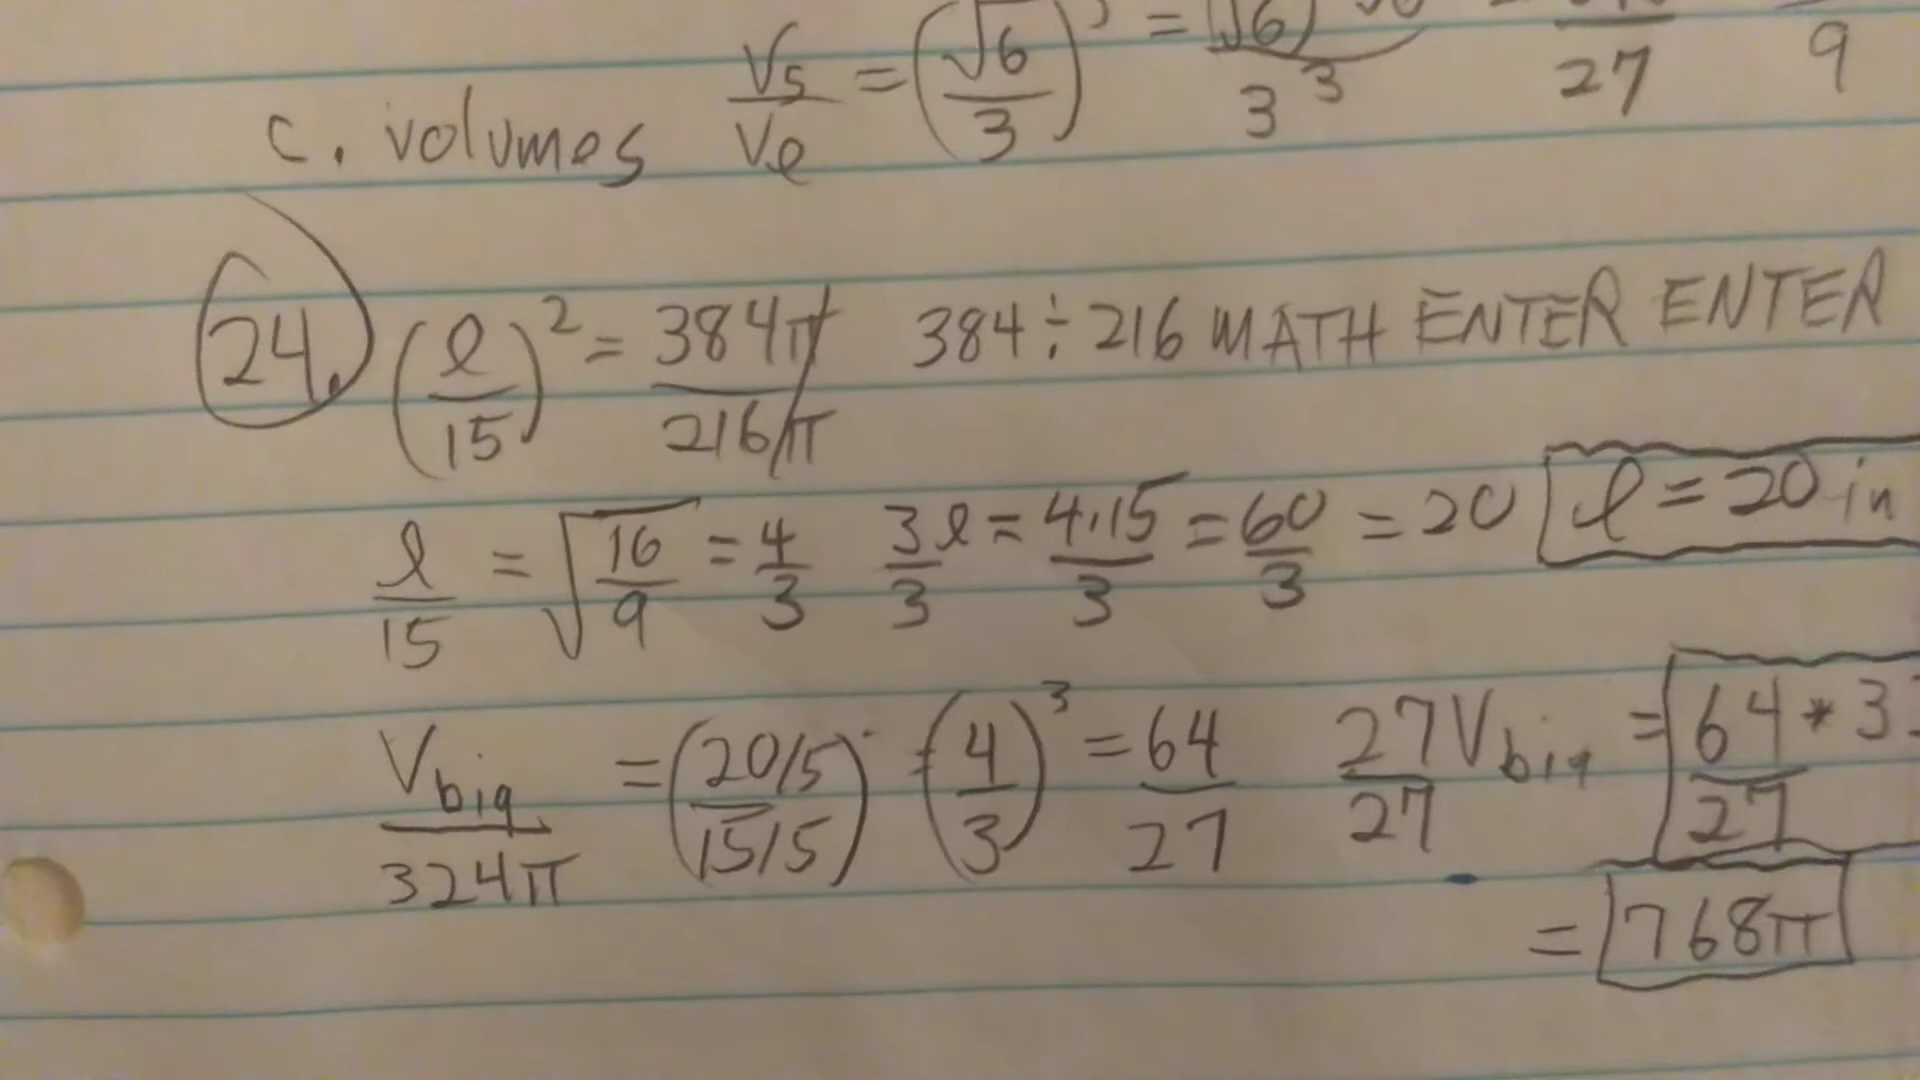 c. volumes Vs/Vl = (√6/3)³ = (√6) / 3³ 27 9
24. (l/15)² = 384π/216π 384÷216 MATH ENTER ENTER
l/15 = √(16/9) = 4/3 3l/3 = 4·15/3 = 60/3 = 20 l = 20 in
Vbig/324π = (20/5 / 15/5) = (4/3)³ = 64/27 27Vbig/27 = 64 * 3 / 27
= 768π